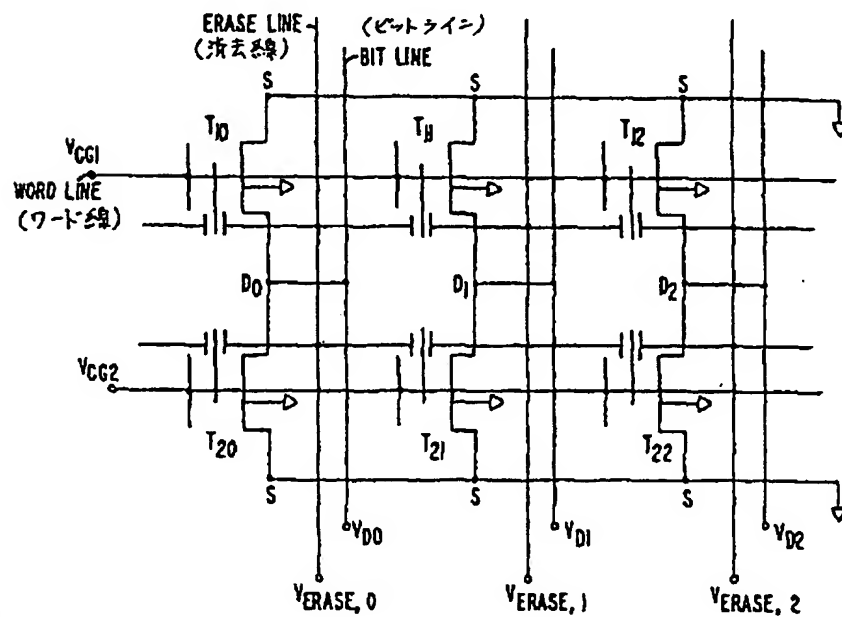 ERASE LINE
(消去線)
(ビットライン)
BIT LINE
S S S
T10 T11 T12
VCG1
WORD LINE
(ワード線)
D0 D1 D2
VCG2
T20 T21 T22
S S S
VD0 VD1 VD2
VERASE, 0 VERASE, 1 VERASE, 2